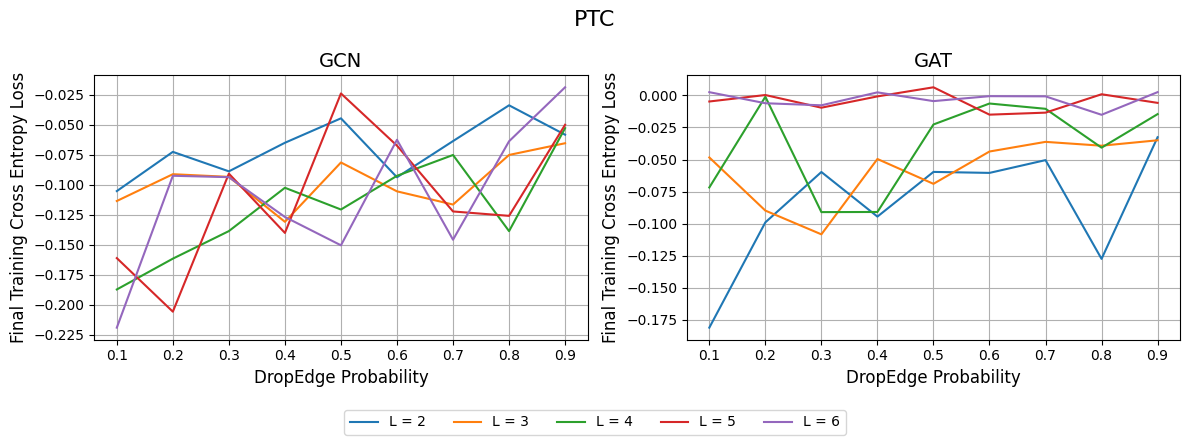 PTC
GCN
Final Training Cross Entropy Loss
−0.025
−0.050
−0.075
−0.100
−0.125
−0.150
−0.175
−0.200
−0.225
0.1 0.2 0.3 0.4 0.5 0.6 0.7 0.8 0.9
DropEdge Probability
GAT
Final Training Cross Entropy Loss
0.000
−0.025
−0.050
−0.075
−0.100
−0.125
−0.150
−0.175
0.1 0.2 0.3 0.4 0.5 0.6 0.7 0.8 0.9
DropEdge Probability
L = 2 L = 3 L = 4 L = 5 L = 6